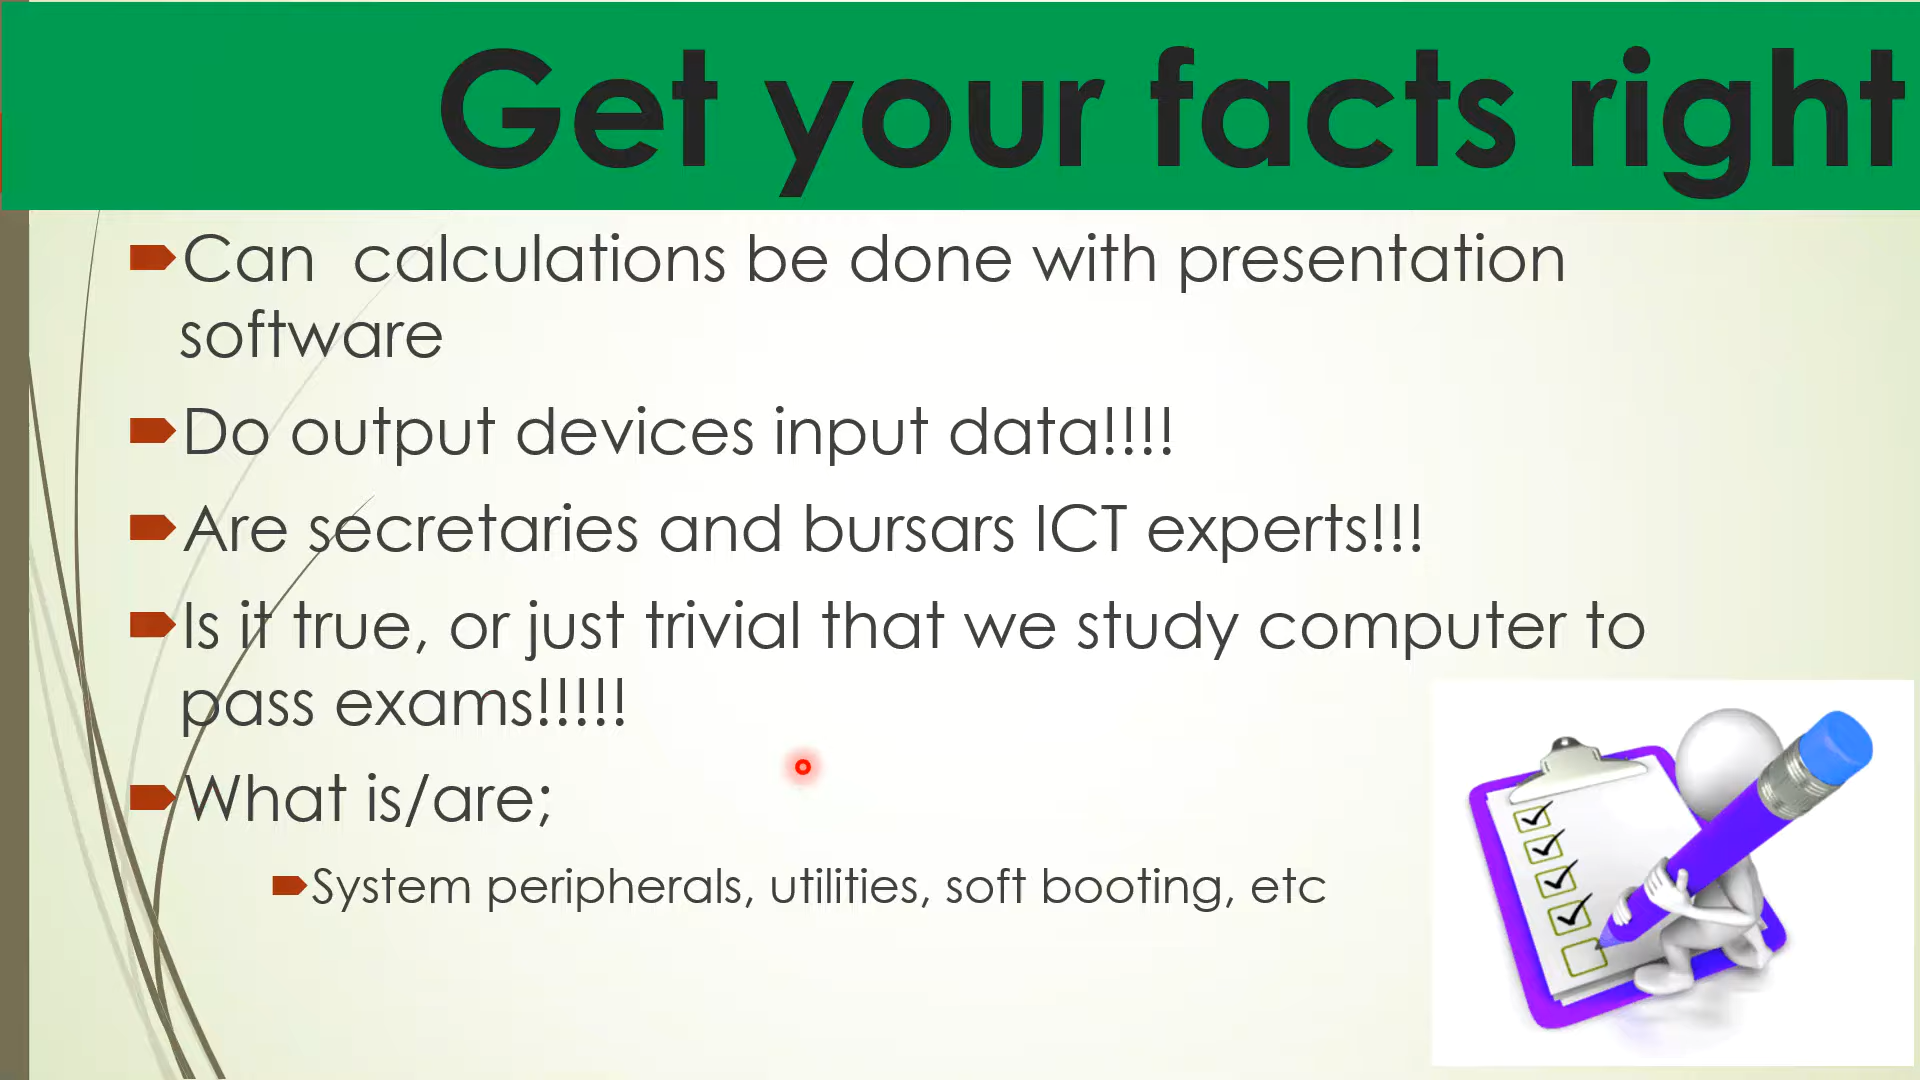 Get your facts right
Can  calculations be done with presentation
software
Do output devices input data!!!!
Are secretaries and bursars ICT experts!!!
Is it true, or just trivial that we study computer to
pass exams!!!!!
What is/are;
System peripherals, utilities, soft booting, etc